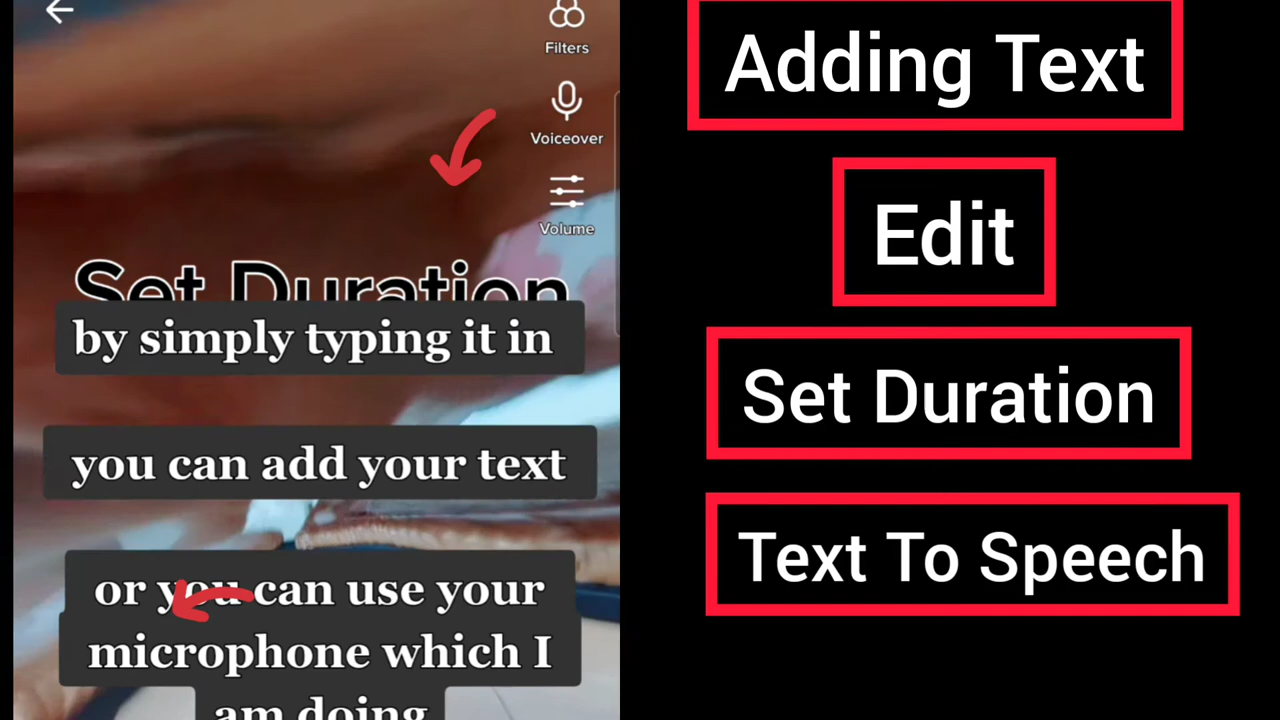 Filters
Voiceover
Volume
Set Duration
by simply typing it in
you can add your text
or you can use your
microphone which I
am doing
Adding Text
Edit
Set Duration
Text To Speech